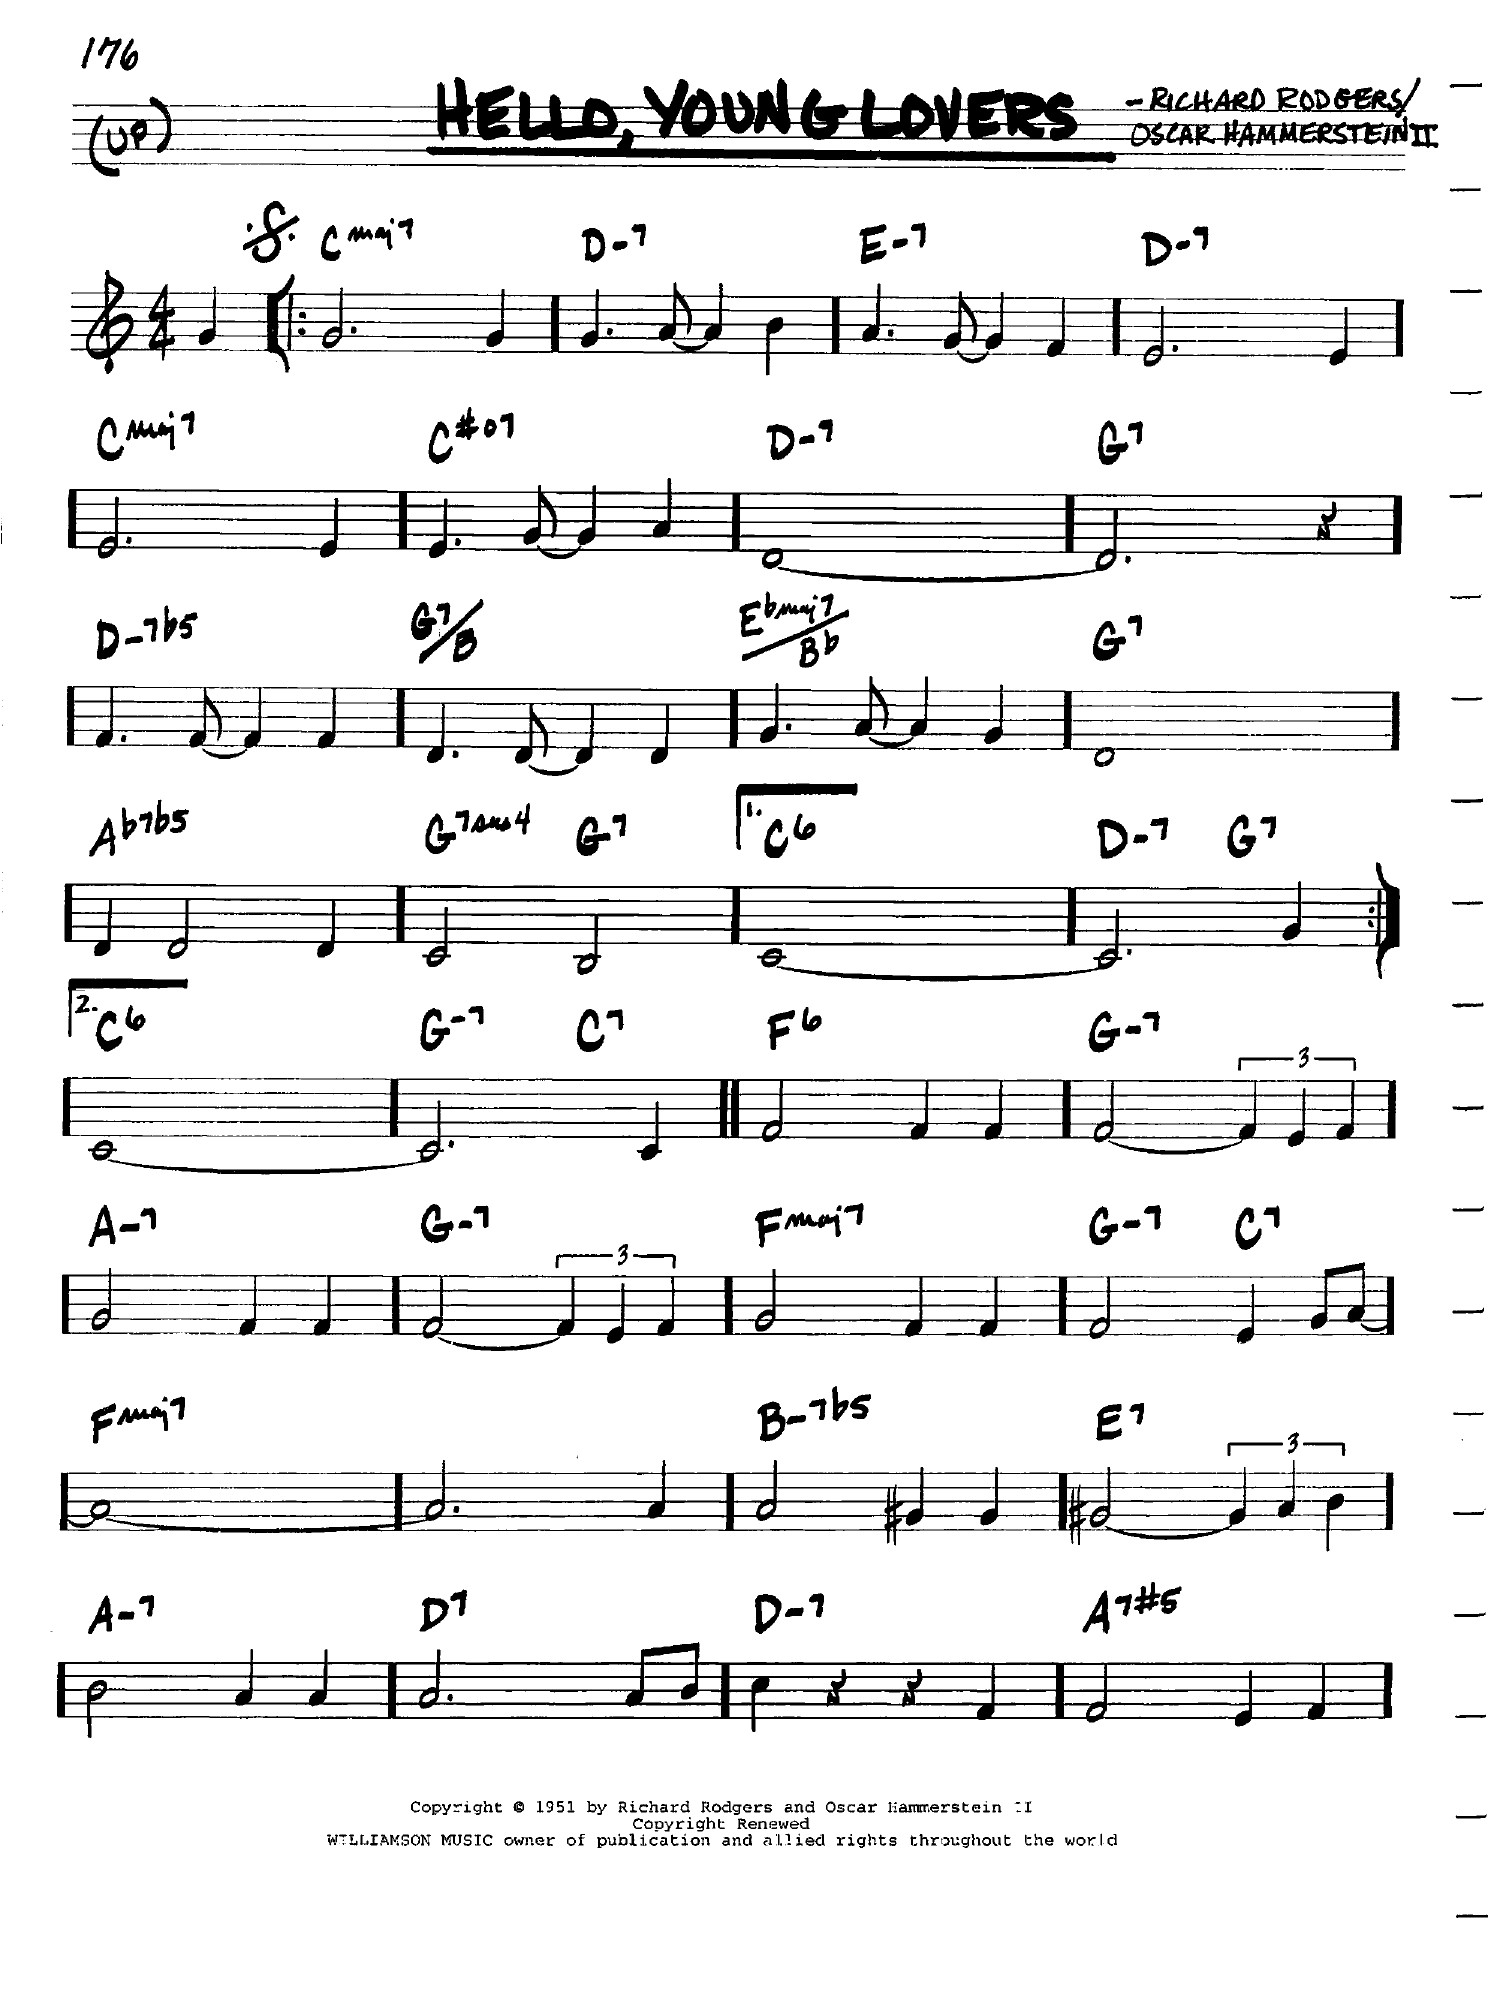 176
(UP)
HELLO, YOUNG LOVERS
- RICHARD RODGERS/
OSCAR HAMMERSTEIN II
Cmaj7 D-7 E-7 D-7
4
4
Cmaj7 C#o7 D-7 G7
D-7b5 G7/B Ebmaj7/Bb G7
Ab7b5 G7sus4 G7 1. C6 D-7 G7
2. C6 G-7 C7 F6 G-7
3
A-7 G-7 Fmaj7 G-7 C7
3
Fmaj7 B-7b5 E7
3
A-7 D7 D-7 A7#5
Copyright © 1951 by Richard Rodgers and Oscar Hammerstein II
Copyright Renewed
WILLIAMSON MUSIC owner of publication and allied rights throughout the world